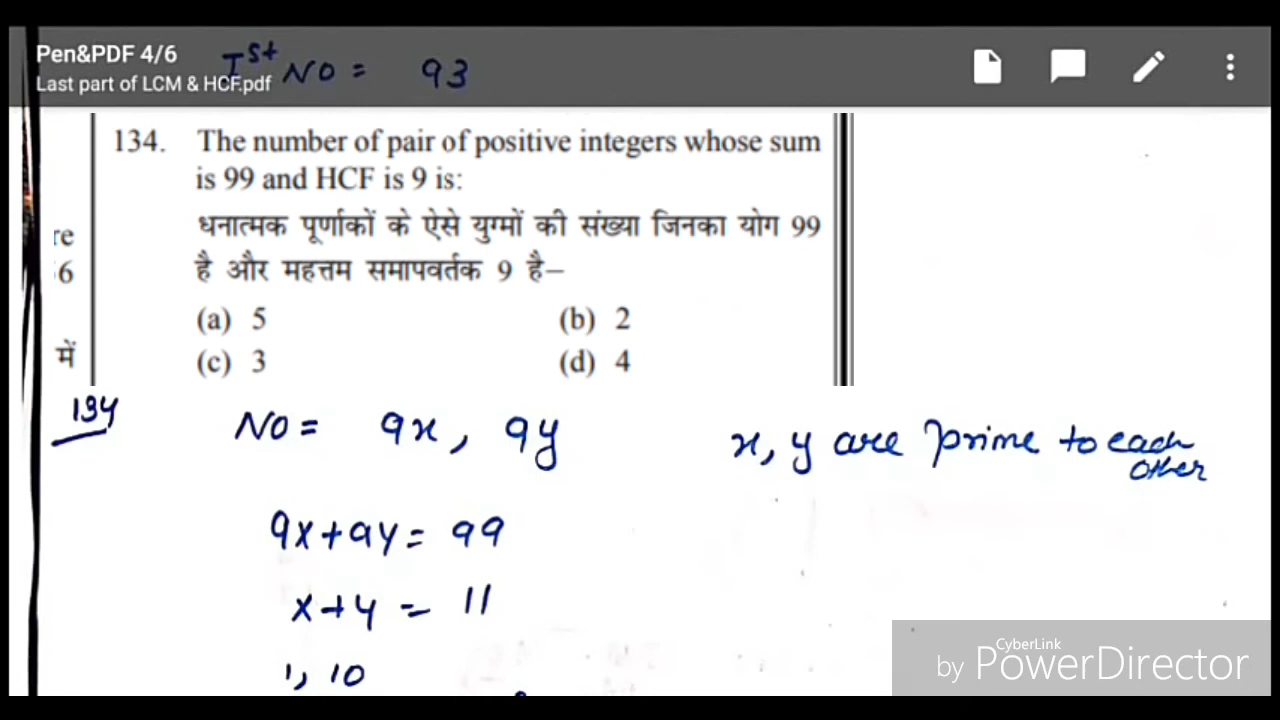 Pen&PDF 4/6
Last part of LCM & HCF.pdf
Ist NO = 93
134. The number of pair of positive integers whose sum
is 99 and HCF is 9 is:
धनात्मक पूर्णाकों के ऐसे युग्मों की संख्या जिनका योग 99
है और महत्तम समापवर्तक 9 है–
(a) 5 (b) 2
(c) 3 (d) 4
re
6
में
134 NO = 9x, 9y x, y are prime to each
other
9x+9y = 99
x+y = 11
1, 10
CyberLink
by PowerDirector